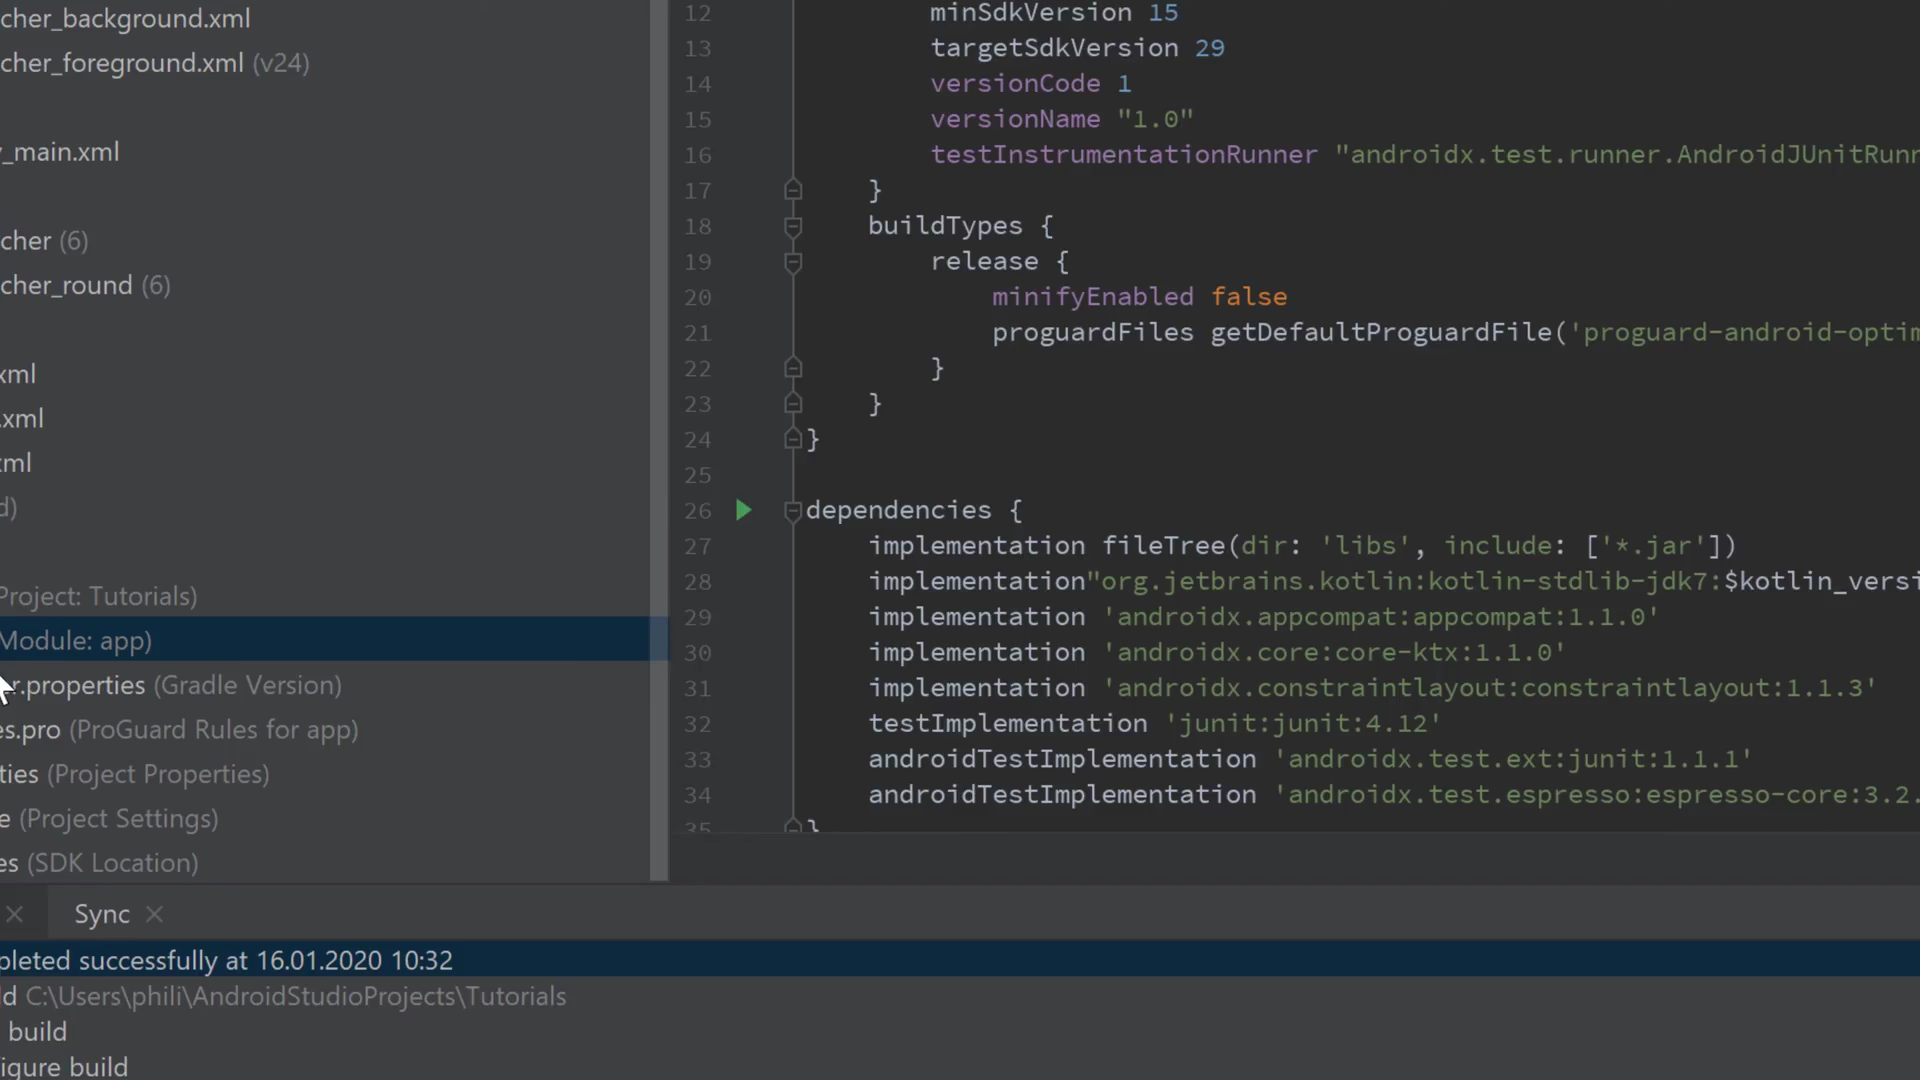 cher_background.xml
cher_foreground.xml (v24)
_main.xml
cher (6)
cher_round (6)
xml
.xml
xml
d)
Project: Tutorials)
Module: app)
r.properties (Gradle Version)
es.pro (ProGuard Rules for app)
ties (Project Properties)
e (Project Settings)
es (SDK Location)
12 minSdkVersion 15
13 targetSdkVersion 29
14 versionCode 1
15 versionName "1.0"
16 testInstrumentationRunner "androidx.test.runner.AndroidJUnitRunn
17 }
18 buildTypes {
19 release {
20 minifyEnabled false
21 proguardFiles getDefaultProguardFile('proguard-android-optim
22 }
23 }
24 }
25
26 dependencies {
27 implementation fileTree(dir: 'libs', include: ['*.jar'])
28 implementation"org.jetbrains.kotlin:kotlin-stdlib-jdk7:$kotlin_versi
29 implementation 'androidx.appcompat:appcompat:1.1.0'
30 implementation 'androidx.core:core-ktx:1.1.0'
31 implementation 'androidx.constraintlayout:constraintlayout:1.1.3'
32 testImplementation 'junit:junit:4.12'
33 androidTestImplementation 'androidx.test.ext:junit:1.1.1'
34 androidTestImplementation 'androidx.test.espresso:espresso-core:3.2.
35 }
Sync
pleted successfully at 16.01.2020 10:32
ld C:\Users\phili\AndroidStudioProjects\Tutorials
build
igure build